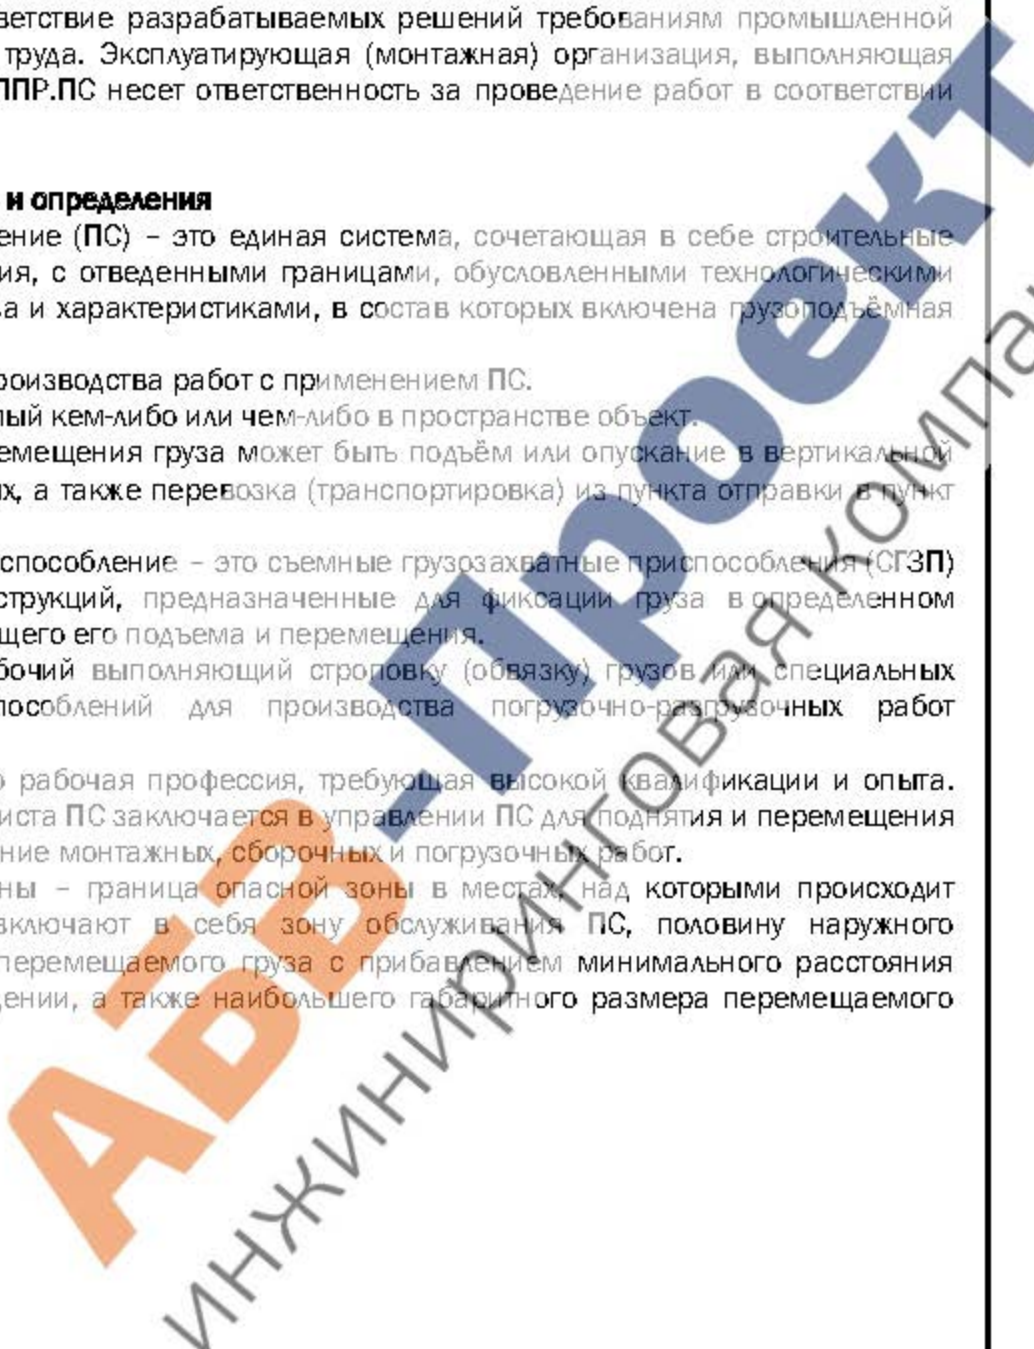 ветствие разрабатываемых решений требованиям промышленной
труда. Эксплуатирующая (монтажная) организация, выполняющая
ППР.ПС несет ответственность за проведение работ в соответствии
и определения
ение (ПС) – это единая система, сочетающая в себе строительные
ия, с отведенными границами, обусловленными технологическими
ва и характеристиками, в состав которых включена грузоподъёмная
роизводства работ с применением ПС.
лый кем-либо или чем-либо в пространстве объект.
емещения груза может быть подъём или опускание в вертикальной
их, а также перевозка (транспортировка) из пункта отправки в пункт
способление – это съемные грузозахватные приспособления (СГЗП)
струкций, предназначенные для фиксации груза в определенном
щего его подъема и перемещения.
бочий выполняющий строповку (обвязку) грузов или специальных
пособлений для производства погрузочно-разгрузочных работ
о рабочая профессия, требующая высокой квалификации и опыта.
иста ПС заключается в управлении ПС для поднятия и перемещения
ние монтажных, сборочных и погрузочных работ.
ны – граница опасной зоны в местах, над которыми происходит
включают в себя зону обслуживания ПС, половину наружного
перемещаемого груза с прибавлением минимального расстояния
дении, а также наибольшего габаритного размера перемещаемого
АБВ-Проект
инжиниринговая компа